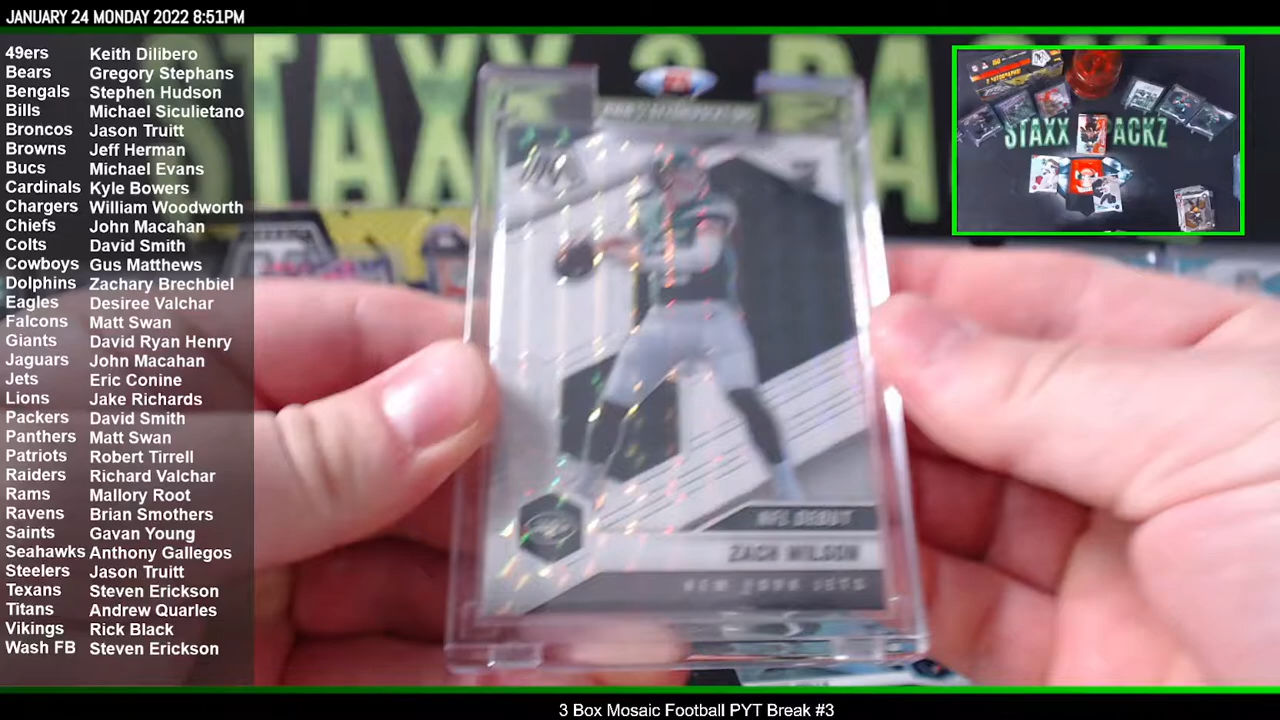 JANUARY 24 MONDAY 2022 8:51PM
49ers Keith Dilibero
Bears Gregory Stephans
Bengals Stephen Hudson
Bills Michael Siculietano
Broncos Jason Truitt
Browns Jeff Herman
Bucs Michael Evans
Cardinals Kyle Bowers
Chargers William Woodworth
Chiefs John Macahan
Colts David Smith
Cowboys Gus Matthews
Dolphins Zachary Brechbiel
Eagles Desiree Valchar
Falcons Matt Swan
Giants David Ryan Henry
Jaguars John Macahan
Jets Eric Conine
Lions Jake Richards
Packers David Smith
Panthers Matt Swan
Patriots Robert Tirrell
Raiders Richard Valchar
Rams Mallory Root
Ravens Brian Smothers
Saints Gavan Young
Seahawks Anthony Gallegos
Steelers Jason Truitt
Texans Steven Erickson
Titans Andrew Quarles
Vikings Rick Black
Wash FB Steven Erickson
STAXX PACKZ
NFL DEBUT
ZACH WILSON
NEW YORK JETS
3 Box Mosaic Football PYT Break #3